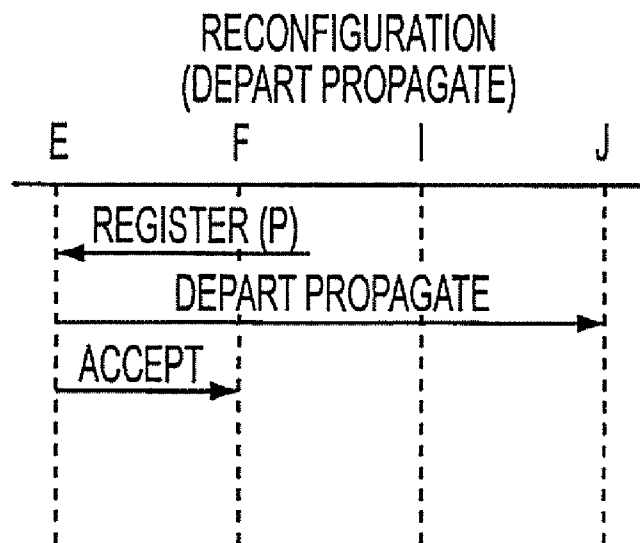 RECONFIGURATION
(DEPART PROPAGATE)
E F I J
REGISTER (P)
DEPART PROPAGATE
ACCEPT